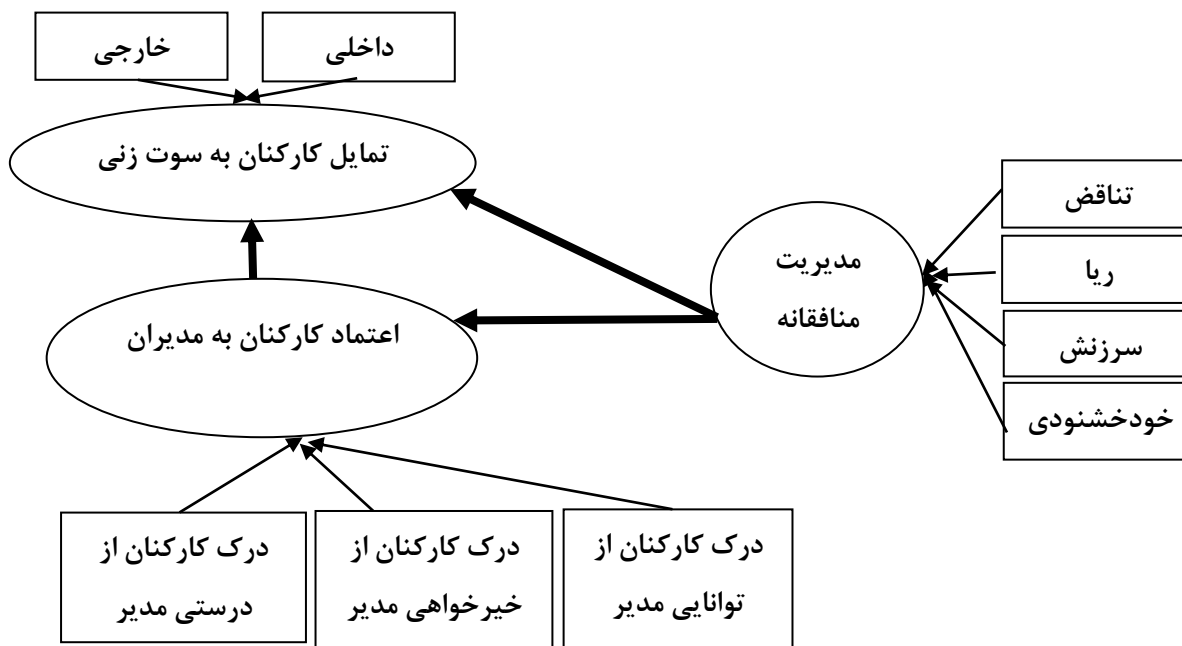 داخلی
خارجی
تمایل کارکنان به سوت زنی
تناقض
ریا
سرزنش
خودخشنودی
مدیریت
منافقانه
اعتماد کارکنان به مدیران
درک کارکنان از
توانایی مدیر
درک کارکنان از
خیرخواهی مدیر
درک کارکنان از
درستی مدیر